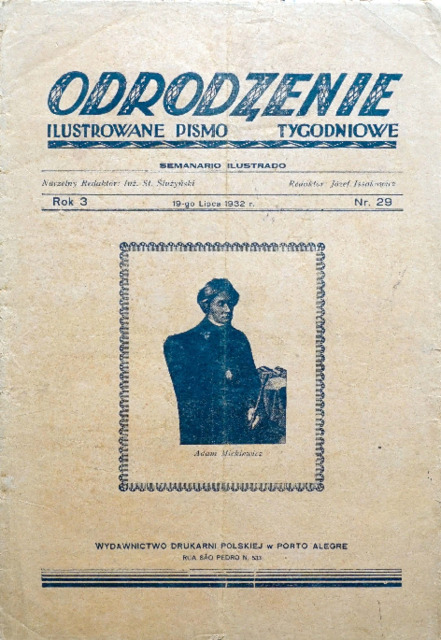 ODRODZENIE
ILUSTROWANE PISMO TYGODNIOWE
SEMANARIO ILUSTRADO
Naczelny Redaktor: Inż. St. Służyński Redaktor: Józef Issakowicz
Rok 3 19-go Lipca 1932 r. Nr. 29
Adam Mickiewicz
WYDAWNICTWO DRUKARNI POLSKIEJ w PORTO ALEGRE
RUA SÃO PEDRO N. 531